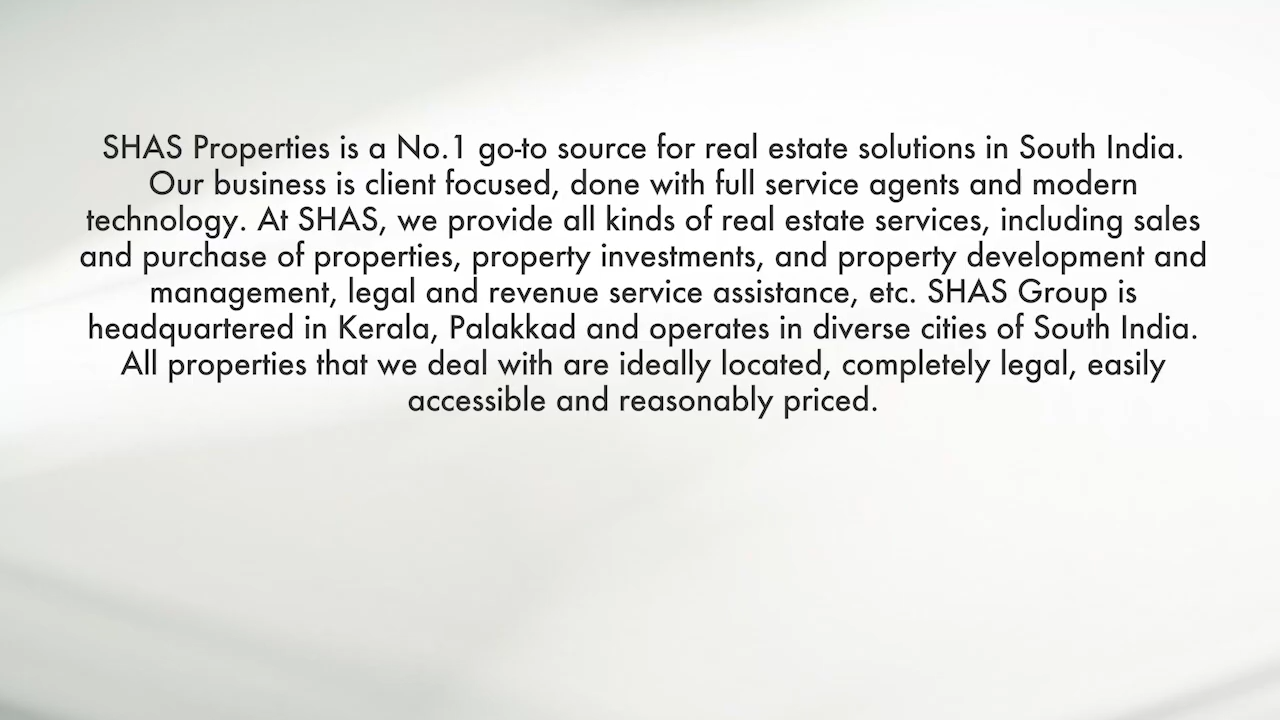 SHAS Properties is a No.1 go-to source for real estate solutions in South India.
Our business is client focused, done with full service agents and modern
technology. At SHAS, we provide all kinds of real estate services, including sales
and purchase of properties, property investments, and property development and
management, legal and revenue service assistance, etc. SHAS Group is
headquartered in Kerala, Palakkad and operates in diverse cities of South India.
All properties that we deal with are ideally located, completely legal, easily
accessible and reasonably priced.